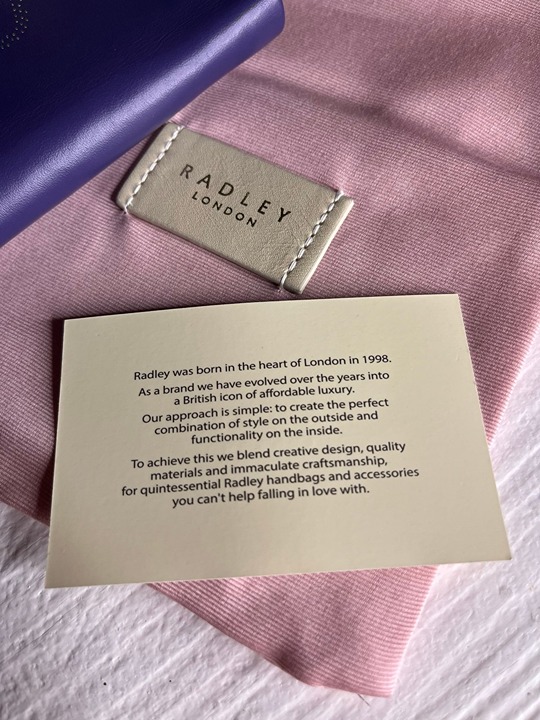 RADLEY
LONDON
Radley was born in the heart of London in 1998.
As a brand we have evolved over the years into
a British icon of affordable luxury.
Our approach is simple: to create the perfect
combination of style on the outside and
functionality on the inside.
To achieve this we blend creative design, quality
materials and immaculate craftsmanship,
for quintessential Radley handbags and accessories
you can't help falling in love with.